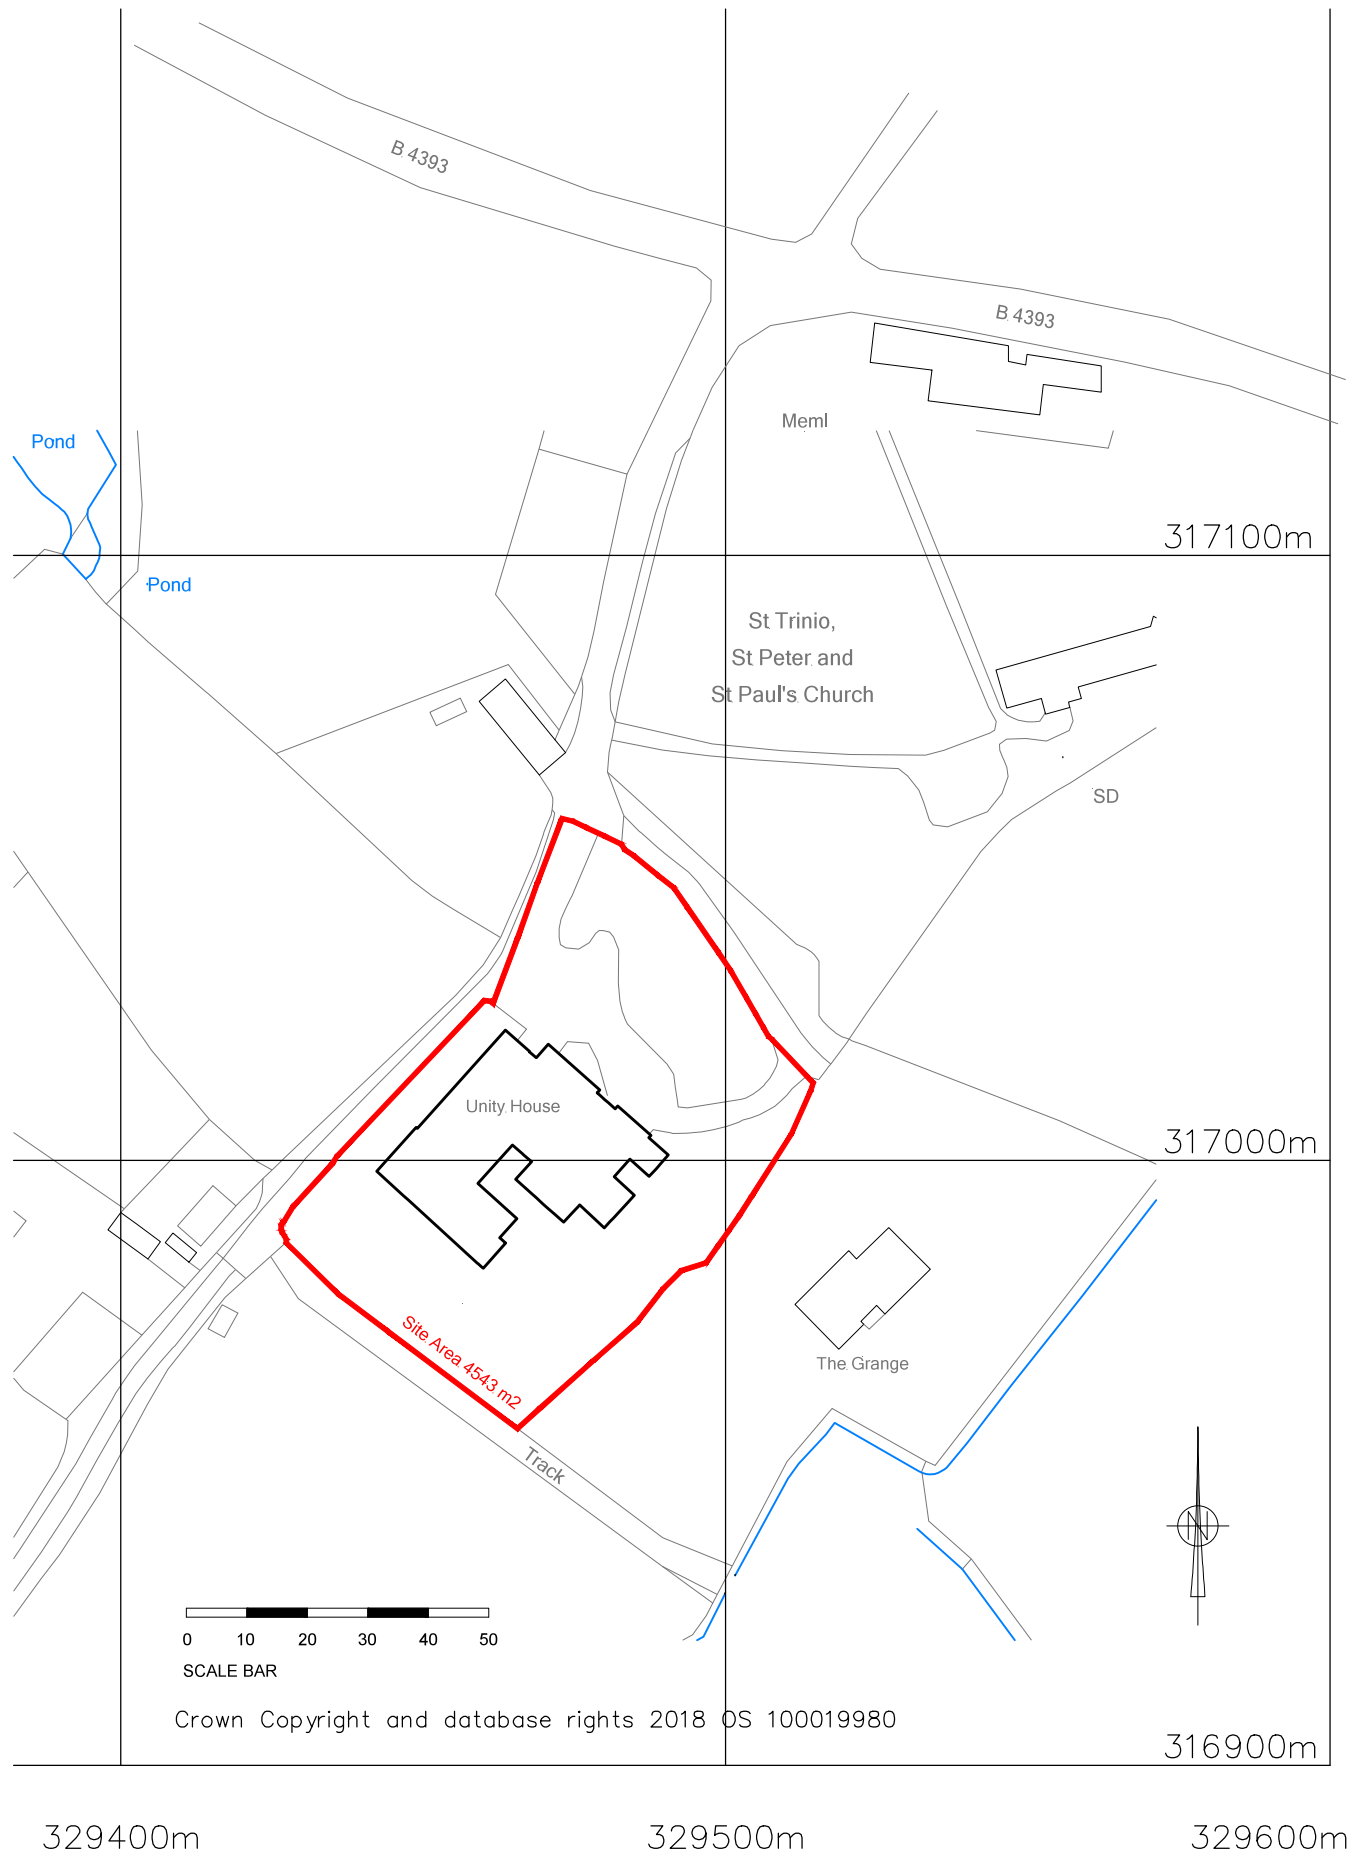 B 4393
B 4393
Meml
Pond
317100m
Pond
St Trinio,
St Peter and
St Paul's Church
SD
Unity House
317000m
Site Area 4543 m2
The Grange
Track
N
0 10 20 30 40 50
SCALE BAR
Crown Copyright and database rights 2018 OS 100019980
316900m
329400m 329500m 329600m